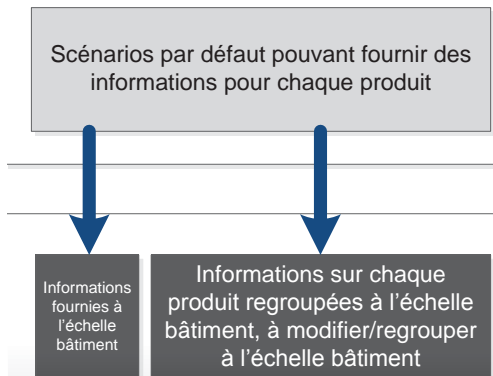 Scénarios par défaut pouvant fournir des
informations pour chaque produit
Informations
fournies à
l'échelle
bâtiment
Informations sur chaque
produit regroupées à l'échelle
bâtiment, à modifier/regrouper
à l'échelle bâtiment